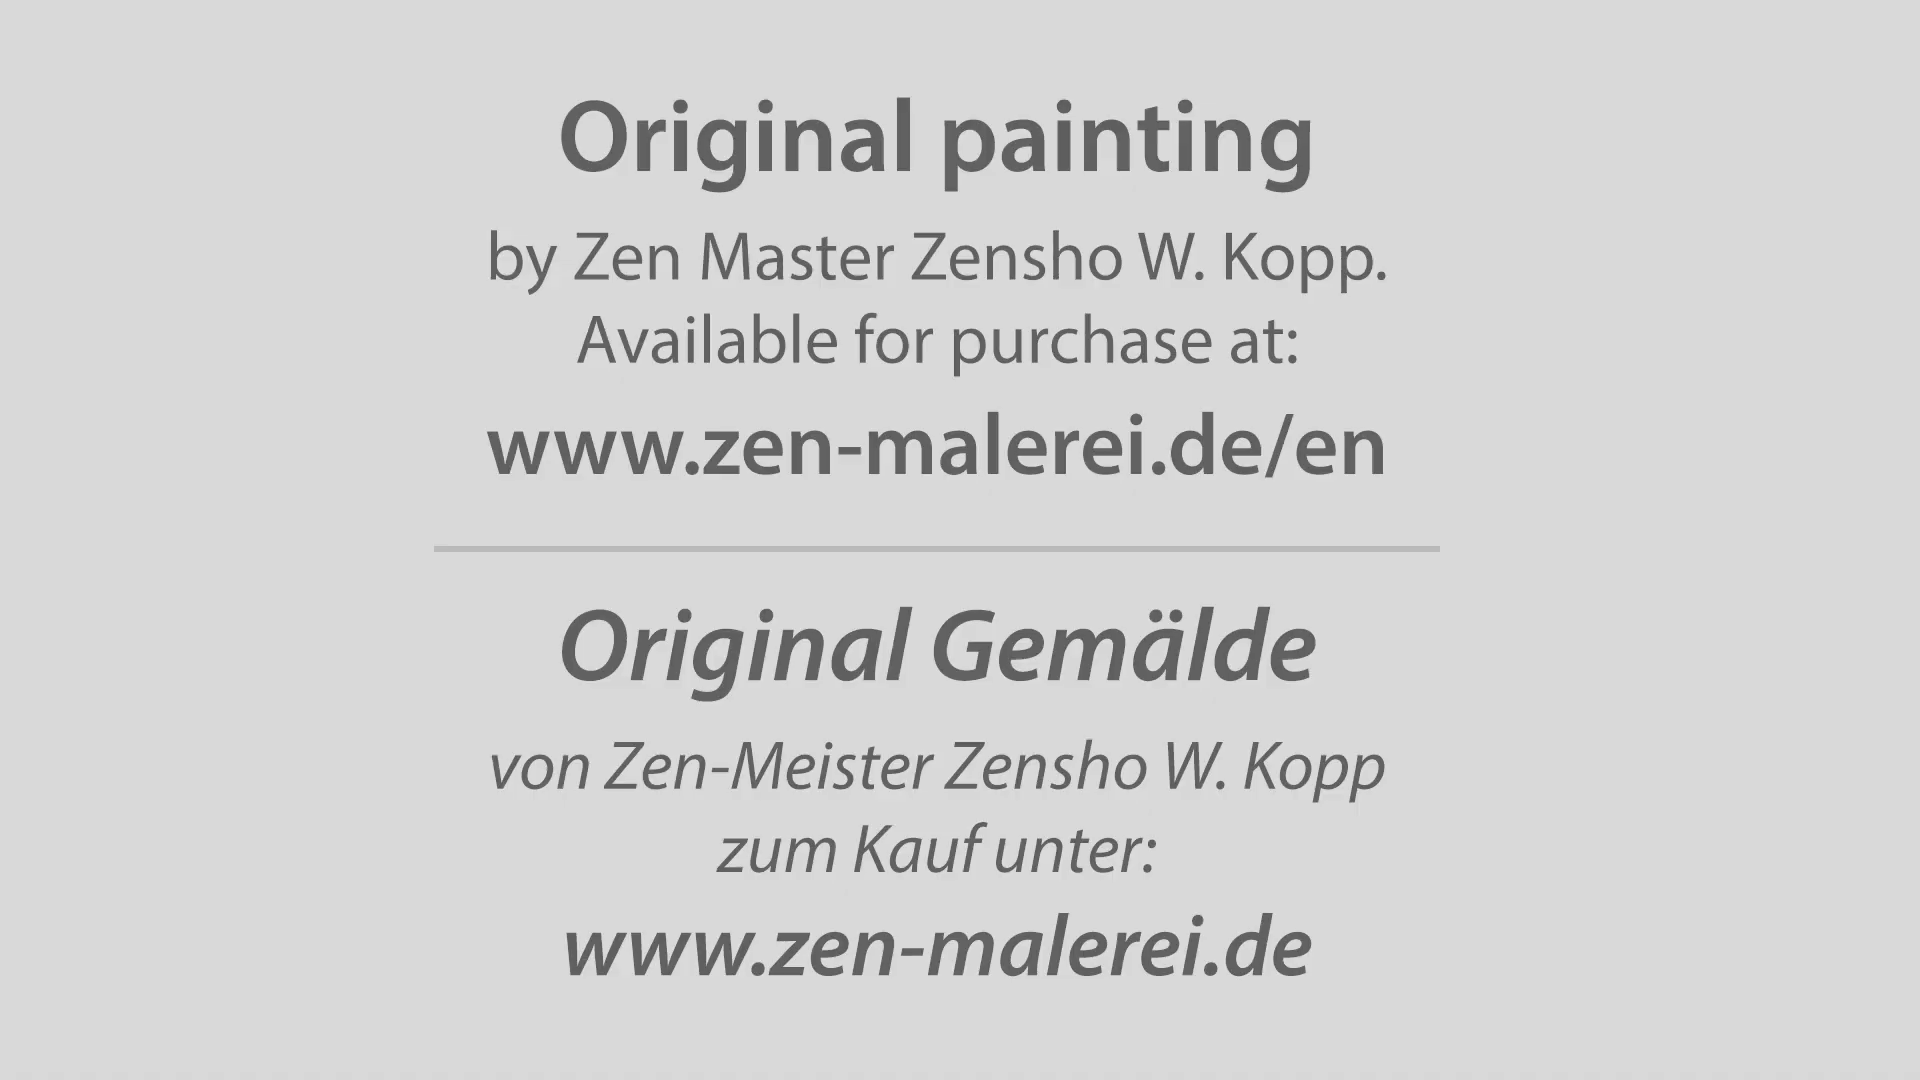 Original painting
by Zen Master Zensho W. Kopp.
Available for purchase at:
www.zen-malerei.de/en
Original Gemälde
von Zen-Meister Zensho W. Kopp
zum Kauf unter:
www.zen-malerei.de